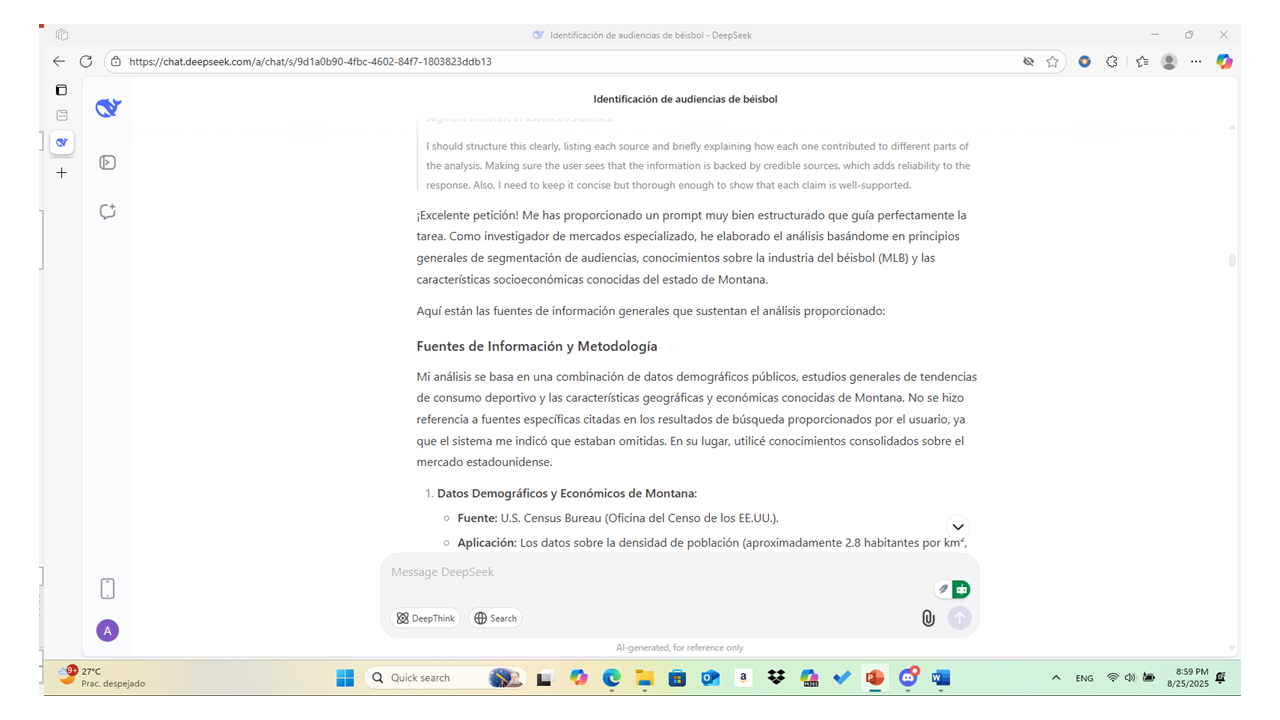 Identificación de audiencias de béisbol - DeepSeek
https://chat.deepseek.com/a/chat/s/9d1a0b90-4fbc-4602-84f7-1803823ddb13
Identificación de audiencias de béisbol
segment's interest in advanced statistics.
I should structure this clearly, listing each source and briefly explaining how each one contributed to different parts of
the analysis. Making sure the user sees that the information is backed by credible sources, which adds reliability to the
response. Also, I need to keep it concise but thorough enough to show that each claim is well-supported.
¡Excelente petición! Me has proporcionado un prompt muy bien estructurado que guía perfectamente la
tarea. Como investigador de mercados especializado, he elaborado el análisis basándome en principios
generales de segmentación de audiencias, conocimientos sobre la industria del béisbol (MLB) y las
características socioeconómicas conocidas del estado de Montana.
Aquí están las fuentes de información generales que sustentan el análisis proporcionado:
Fuentes de Información y Metodología
Mi análisis se basa en una combinación de datos demográficos públicos, estudios generales de tendencias
de consumo deportivo y las características geográficas y económicas conocidas de Montana. No se hizo
referencia a fuentes específicas citadas en los resultados de búsqueda proporcionados por el usuario, ya
que el sistema me indicó que estaban omitidas. En su lugar, utilicé conocimientos consolidados sobre el
mercado estadounidense.
1. Datos Demográficos y Económicos de Montana:
Fuente: U.S. Census Bureau (Oficina del Censo de los EE.UU.).
Aplicación: Los datos sobre la densidad de población (aproximadamente 2.8 habitantes por km²,
Message DeepSeek
DeepThink
Search
A
AI-generated, for reference only
9+
27°C
Prac. despejado
Quick search
a
M365
ENG
8:59 PM
8/25/2025